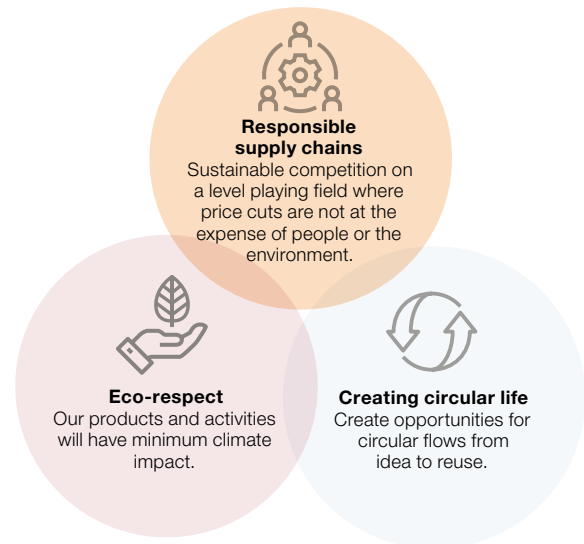 Responsible
supply chains
Sustainable competition on
a level playing field where
price cuts are not at the
expense of people or the
environment.
Eco-respect
Our products and activities
will have minimum climate
impact.
Creating circular life
Create opportunities for
circular flows from
idea to reuse.